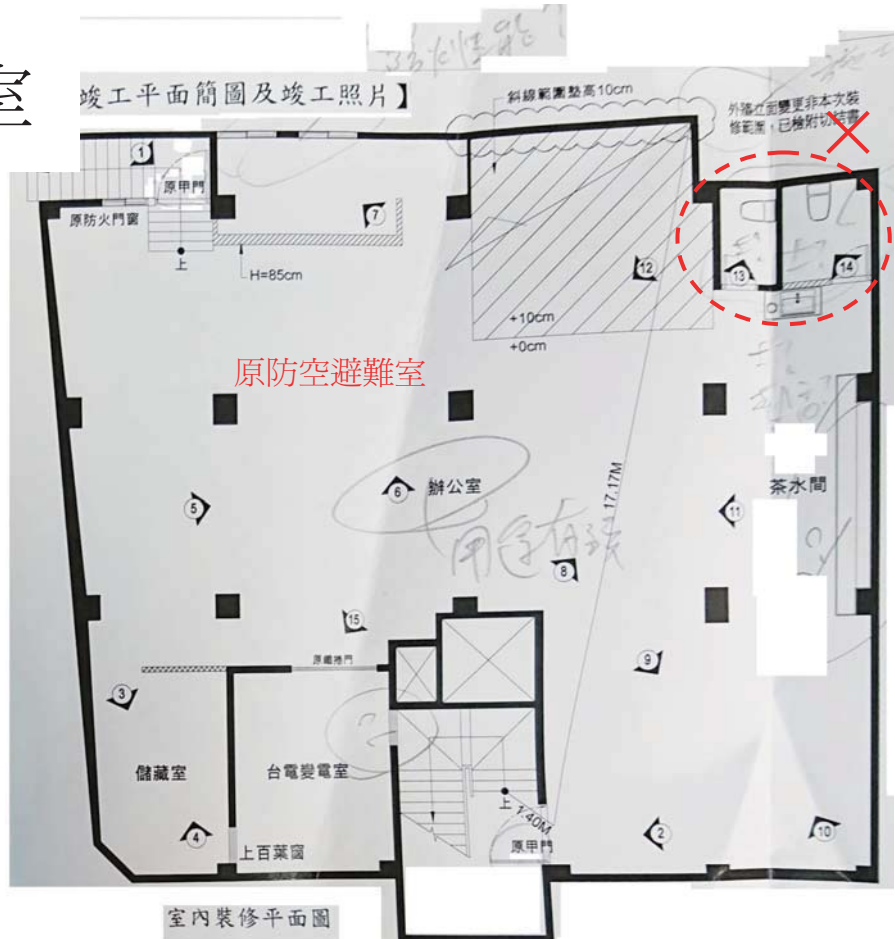 室
竣工平面簡圖及竣工照片】
斜線範圍墊高10cm
外牆立面變更非本次裝
修範圍，已檢附切結書
1
原甲門
原防火門窗
上
7
H=85cm
12
13
14
+10cm
+0cm
原防空避難室
17.17M
5
6
辦公室
11
茶水間
用途有誤
8
15
原鐵捲門
9
3
儲藏室
台電變電室
上
1.40M
4
上百葉窗
原甲門
2
10
室內裝修平面圖